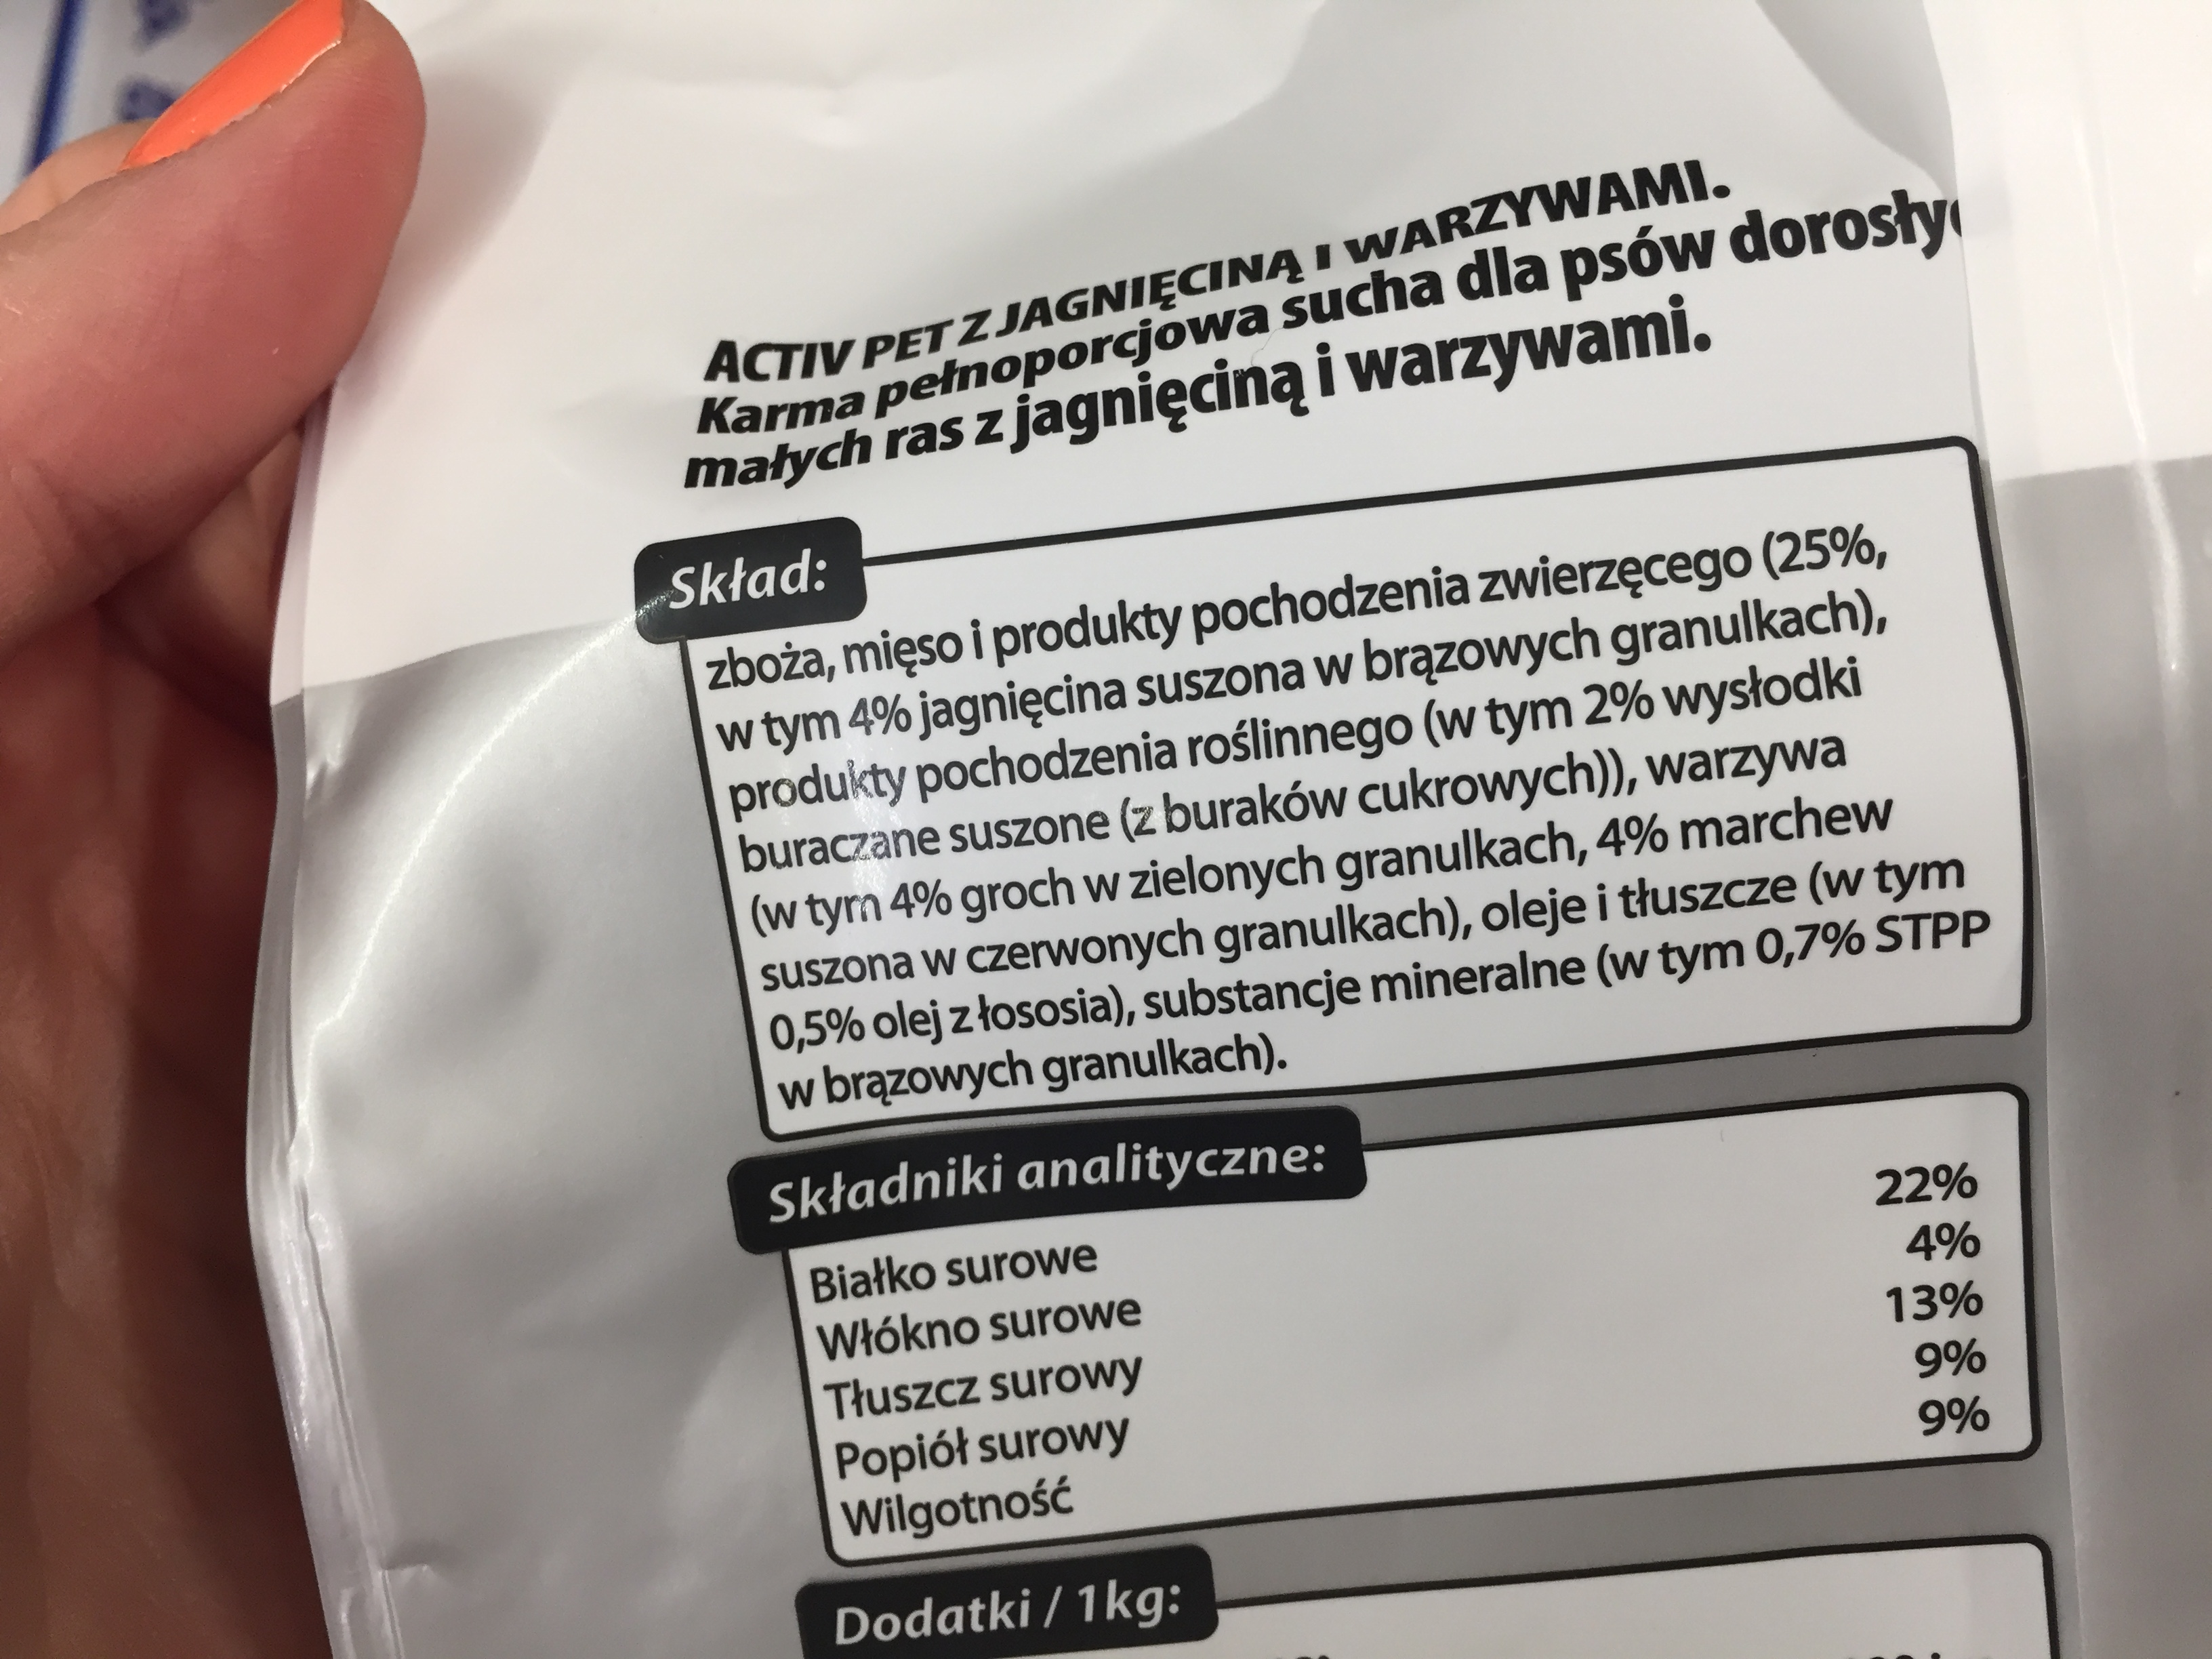 ACTIV PET Z JAGNIĘCINĄ I WARZYWAMI.
Karma pełnoporcjowa sucha dla psów dorosły
małych ras z jagnięciną i warzywami.
Skład:
zboża, mięso i produkty pochodzenia zwierzęcego (25%,
w tym 4% jagnięcina suszona w brązowych granulkach),
produkty pochodzenia roślinnego (w tym 2% wysłodki
buraczane suszone (z buraków cukrowych)), warzywa
(w tym 4% groch w zielonych granulkach, 4% marchew
suszona w czerwonych granulkach), oleje i tłuszcze (w tym
0,5% olej z łososia), substancje mineralne (w tym 0,7% STPP
w brązowych granulkach).
Składniki analityczne:
Białko surowe 22%
Włókno surowe 4%
Tłuszcz surowy 13%
Popiół surowy 9%
Wilgotność 9%
Dodatki / 1kg: